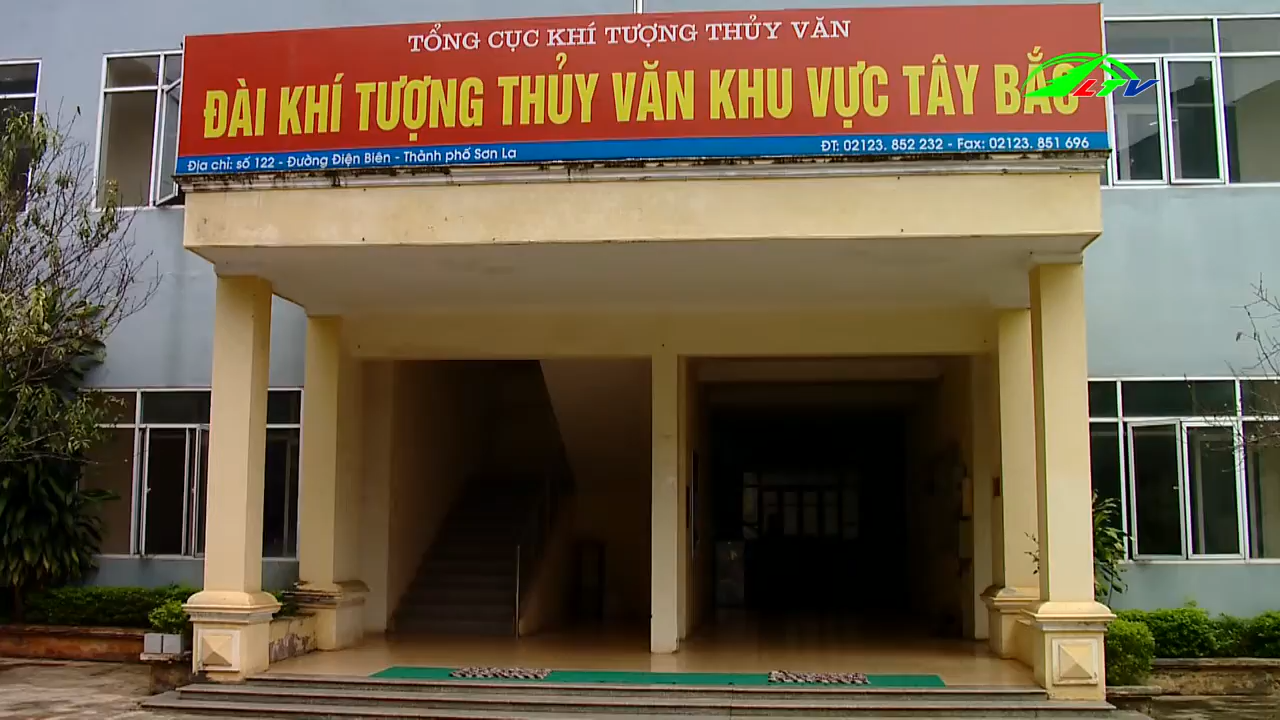 TỔNG CỤC KHÍ TƯỢNG THỦY VĂN
ĐÀI KHÍ TƯỢNG THỦY VĂN KHU VỰC TÂY BẮC
Địa chỉ: số 122 - Đường Điện Biên - Thành phố Sơn La
ĐT: 02123. 852 232 - Fax: 02123. 851 696
LTV